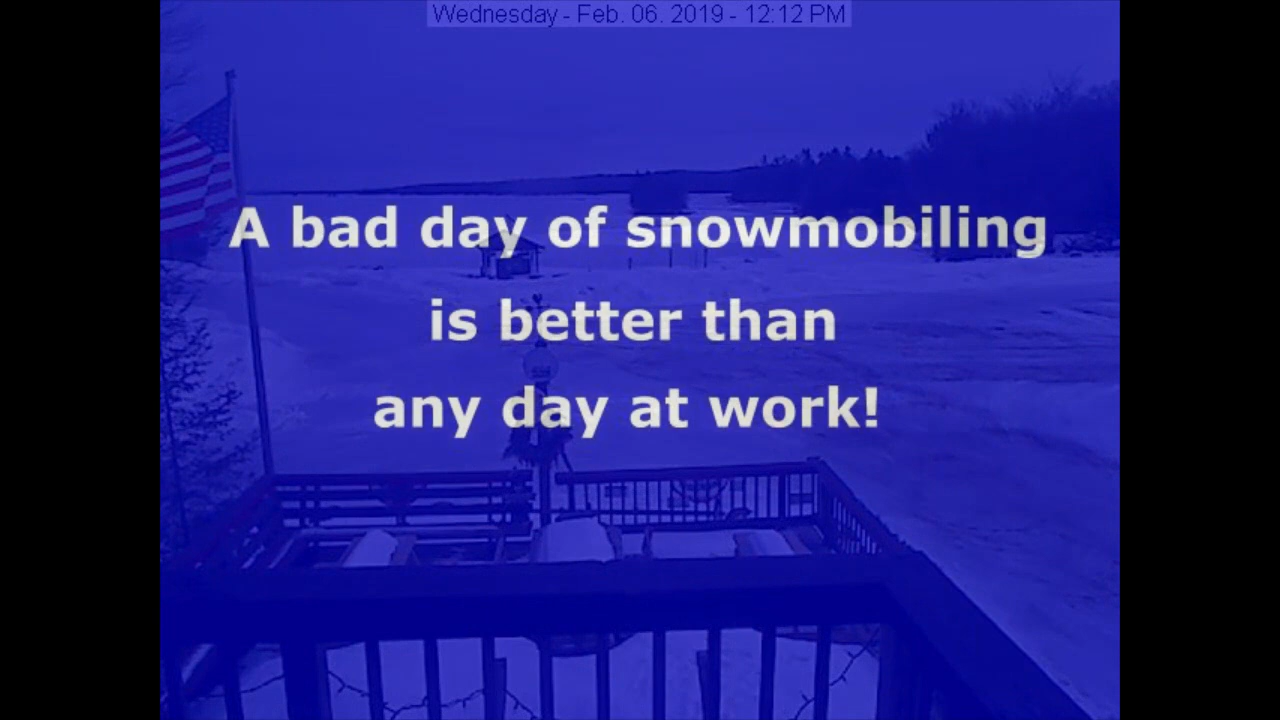 Wednesday - Feb. 06. 2019 - 12:12 PM
A bad day of snowmobiling
is better than
any day at work!